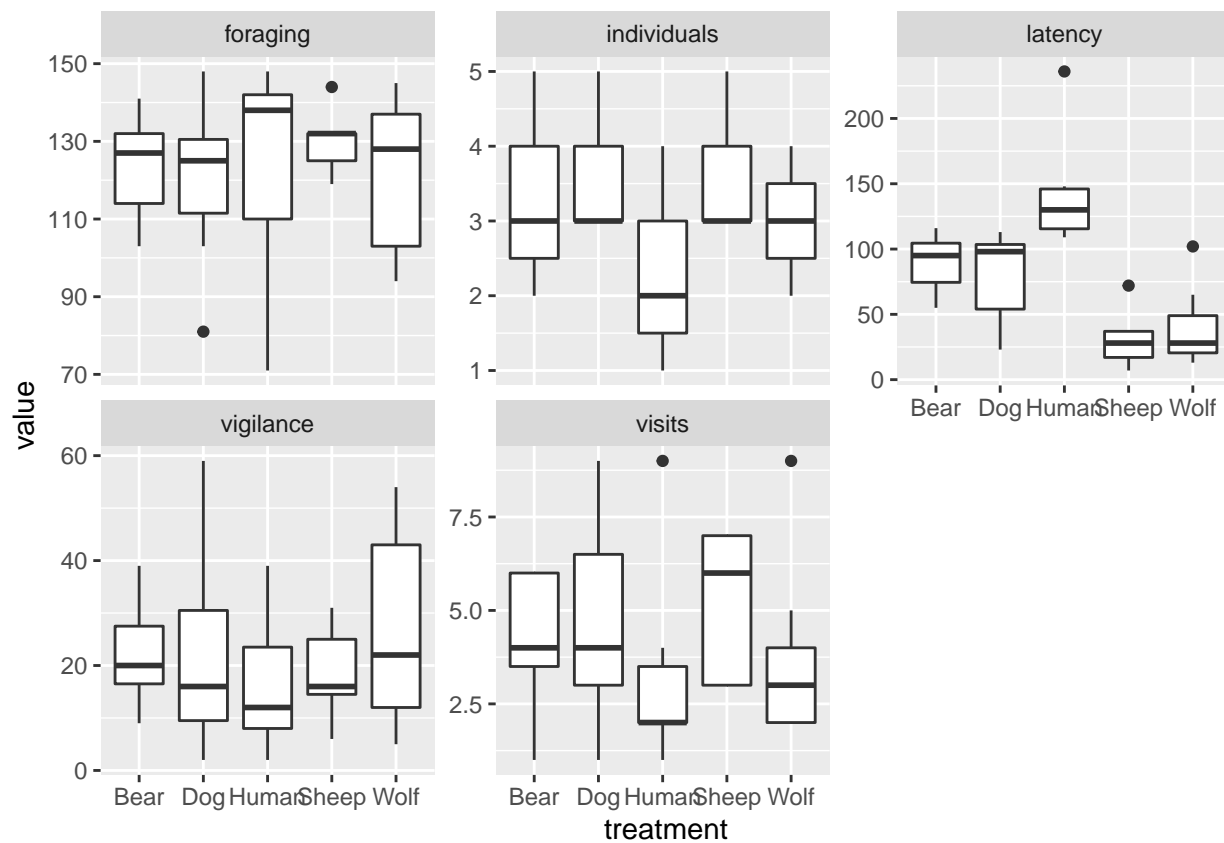 foraging
individuals
latency
150
130
110
90
70
5
4
3
2
1
200
150
100
50
0
Bear Dog Human Sheep Wolf
value
vigilance
visits
60
40
20
0
7.5
5.0
2.5
Bear Dog Human Sheep Wolf
Bear Dog Human Sheep Wolf
treatment